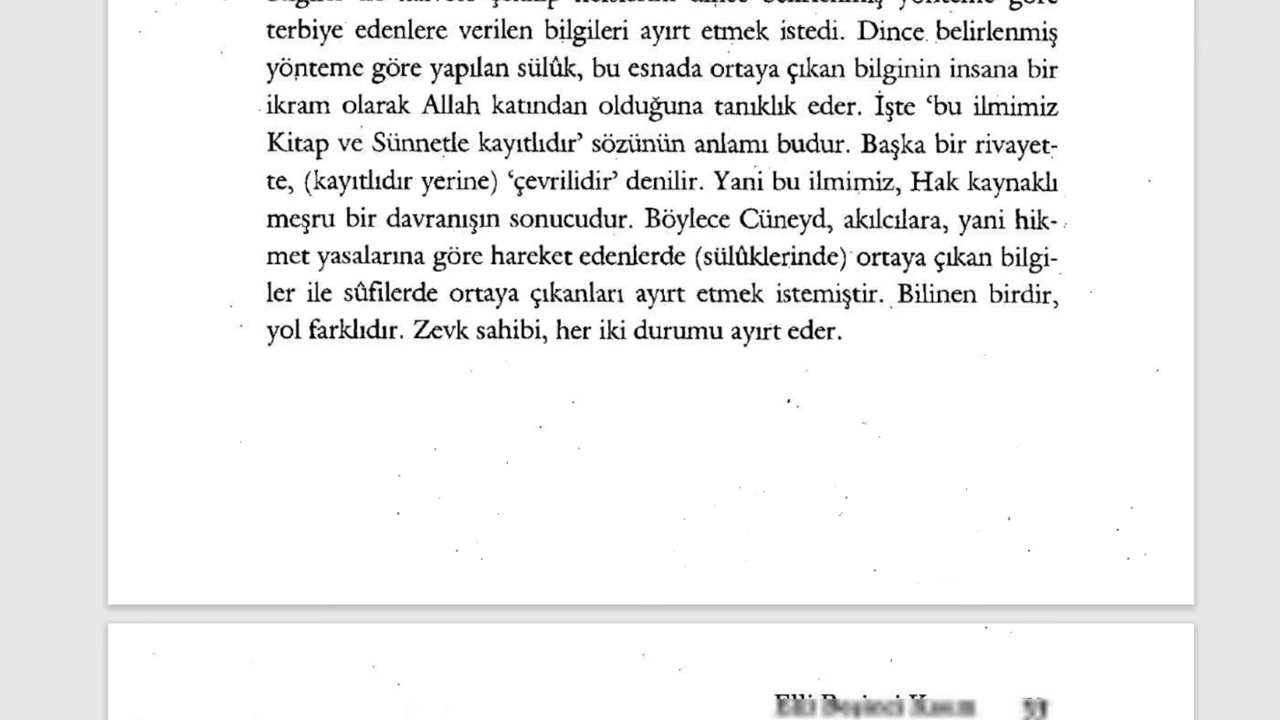 terbiye edenlere verilen bilgileri ayırt etmek istedi. Dince belirlenmiş
yönteme göre yapılan sülûk, bu esnada ortaya çıkan bilginin insana bir
ikram olarak Allah katından olduğuna tanıklık eder. İşte ‘bu ilmimiz
Kitap ve Sünnetle kayıtlıdır’ sözünün anlamı budur. Başka bir rivayet-
te, (kayıtlıdır yerine) ‘çevrilidir’ denilir. Yani bu ilmimiz, Hak kaynaklı
meşru bir davranışın sonucudur. Böylece Cüneyd, akılcılara, yani hik-
met yasalarına göre hareket edenlerde (sülûklerinde) ortaya çıkan bilgi-
ler ile sûfilerde ortaya çıkanları ayırt etmek istemiştir. Bilinen birdir,
yol farklıdır. Zevk sahibi, her iki durumu ayırt eder.